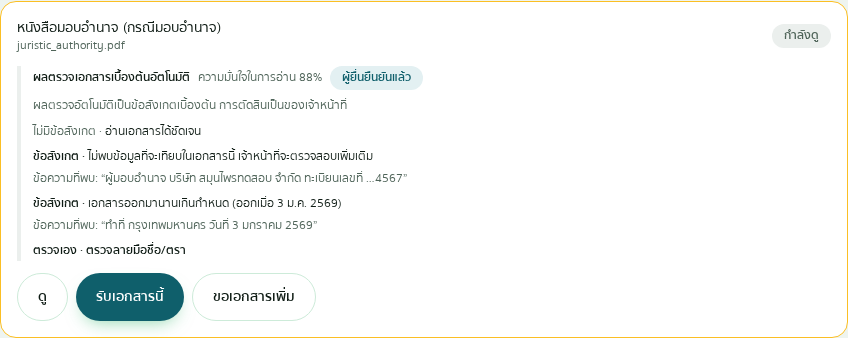 หนังสือมอบอำนาจ (กรณีมอบอำนาจ)
juristic_authority.pdf
กำลังดู
ผลตรวจเอกสารเบื้องต้นอัตโนมัติ ความมั่นใจในการอ่าน 88% ผู้ยื่นยืนยันแล้ว
ผลตรวจอัตโนมัติเป็นข้อสังเกตเบื้องต้น การตัดสินเป็นของเจ้าหน้าที่
ไม่มีข้อสังเกต · อ่านเอกสารได้ชัดเจน
ข้อสังเกต · ไม่พบข้อมูลที่จะเทียบในเอกสารนี้ เจ้าหน้าที่จะตรวจสอบเพิ่มเติม
ข้อความที่พบ: “ผู้มอบอำนาจ บริษัท สมุนไพรทดสอบ จำกัด ทะเบียนเลขที่ ...4567”
ข้อสังเกต · เอกสารออกมานานเกินกำหนด (ออกเมื่อ 3 ม.ค. 2569)
ข้อความที่พบ: “ทำที่ กรุงเทพมหานคร วันที่ 3 มกราคม 2569”
ตรวจเอง · ตรวจลายมือชื่อ/ตรา
ดู
รับเอกสารนี้
ขอเอกสารเพิ่ม